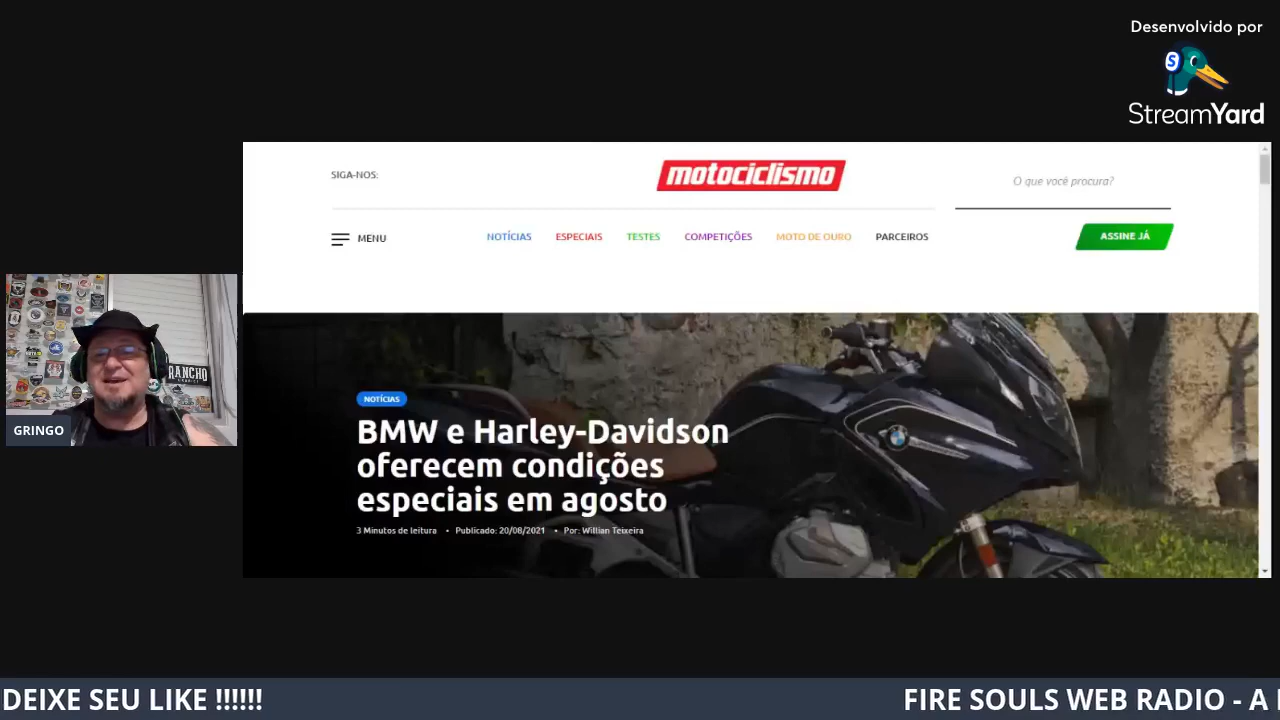 Desenvolvido por
StreamYard
SIGA-NOS:
motociclismo
O que você procura?
MENU
NOTÍCIAS
ESPECIAIS
TESTES
COMPETIÇÕES
MOTO DE OURO
PARCEIROS
ASSINE JÁ
NOTÍCIAS
BMW e Harley-Davidson
oferecem condições
especiais em agosto
3 Minutos de leitura • Publicado: 20/08/2021 • Por: Willian Teixeira
RANCHO
GRINGO
DEIXE SEU LIKE !!!!!!
FIRE SOULS WEB RADIO - A